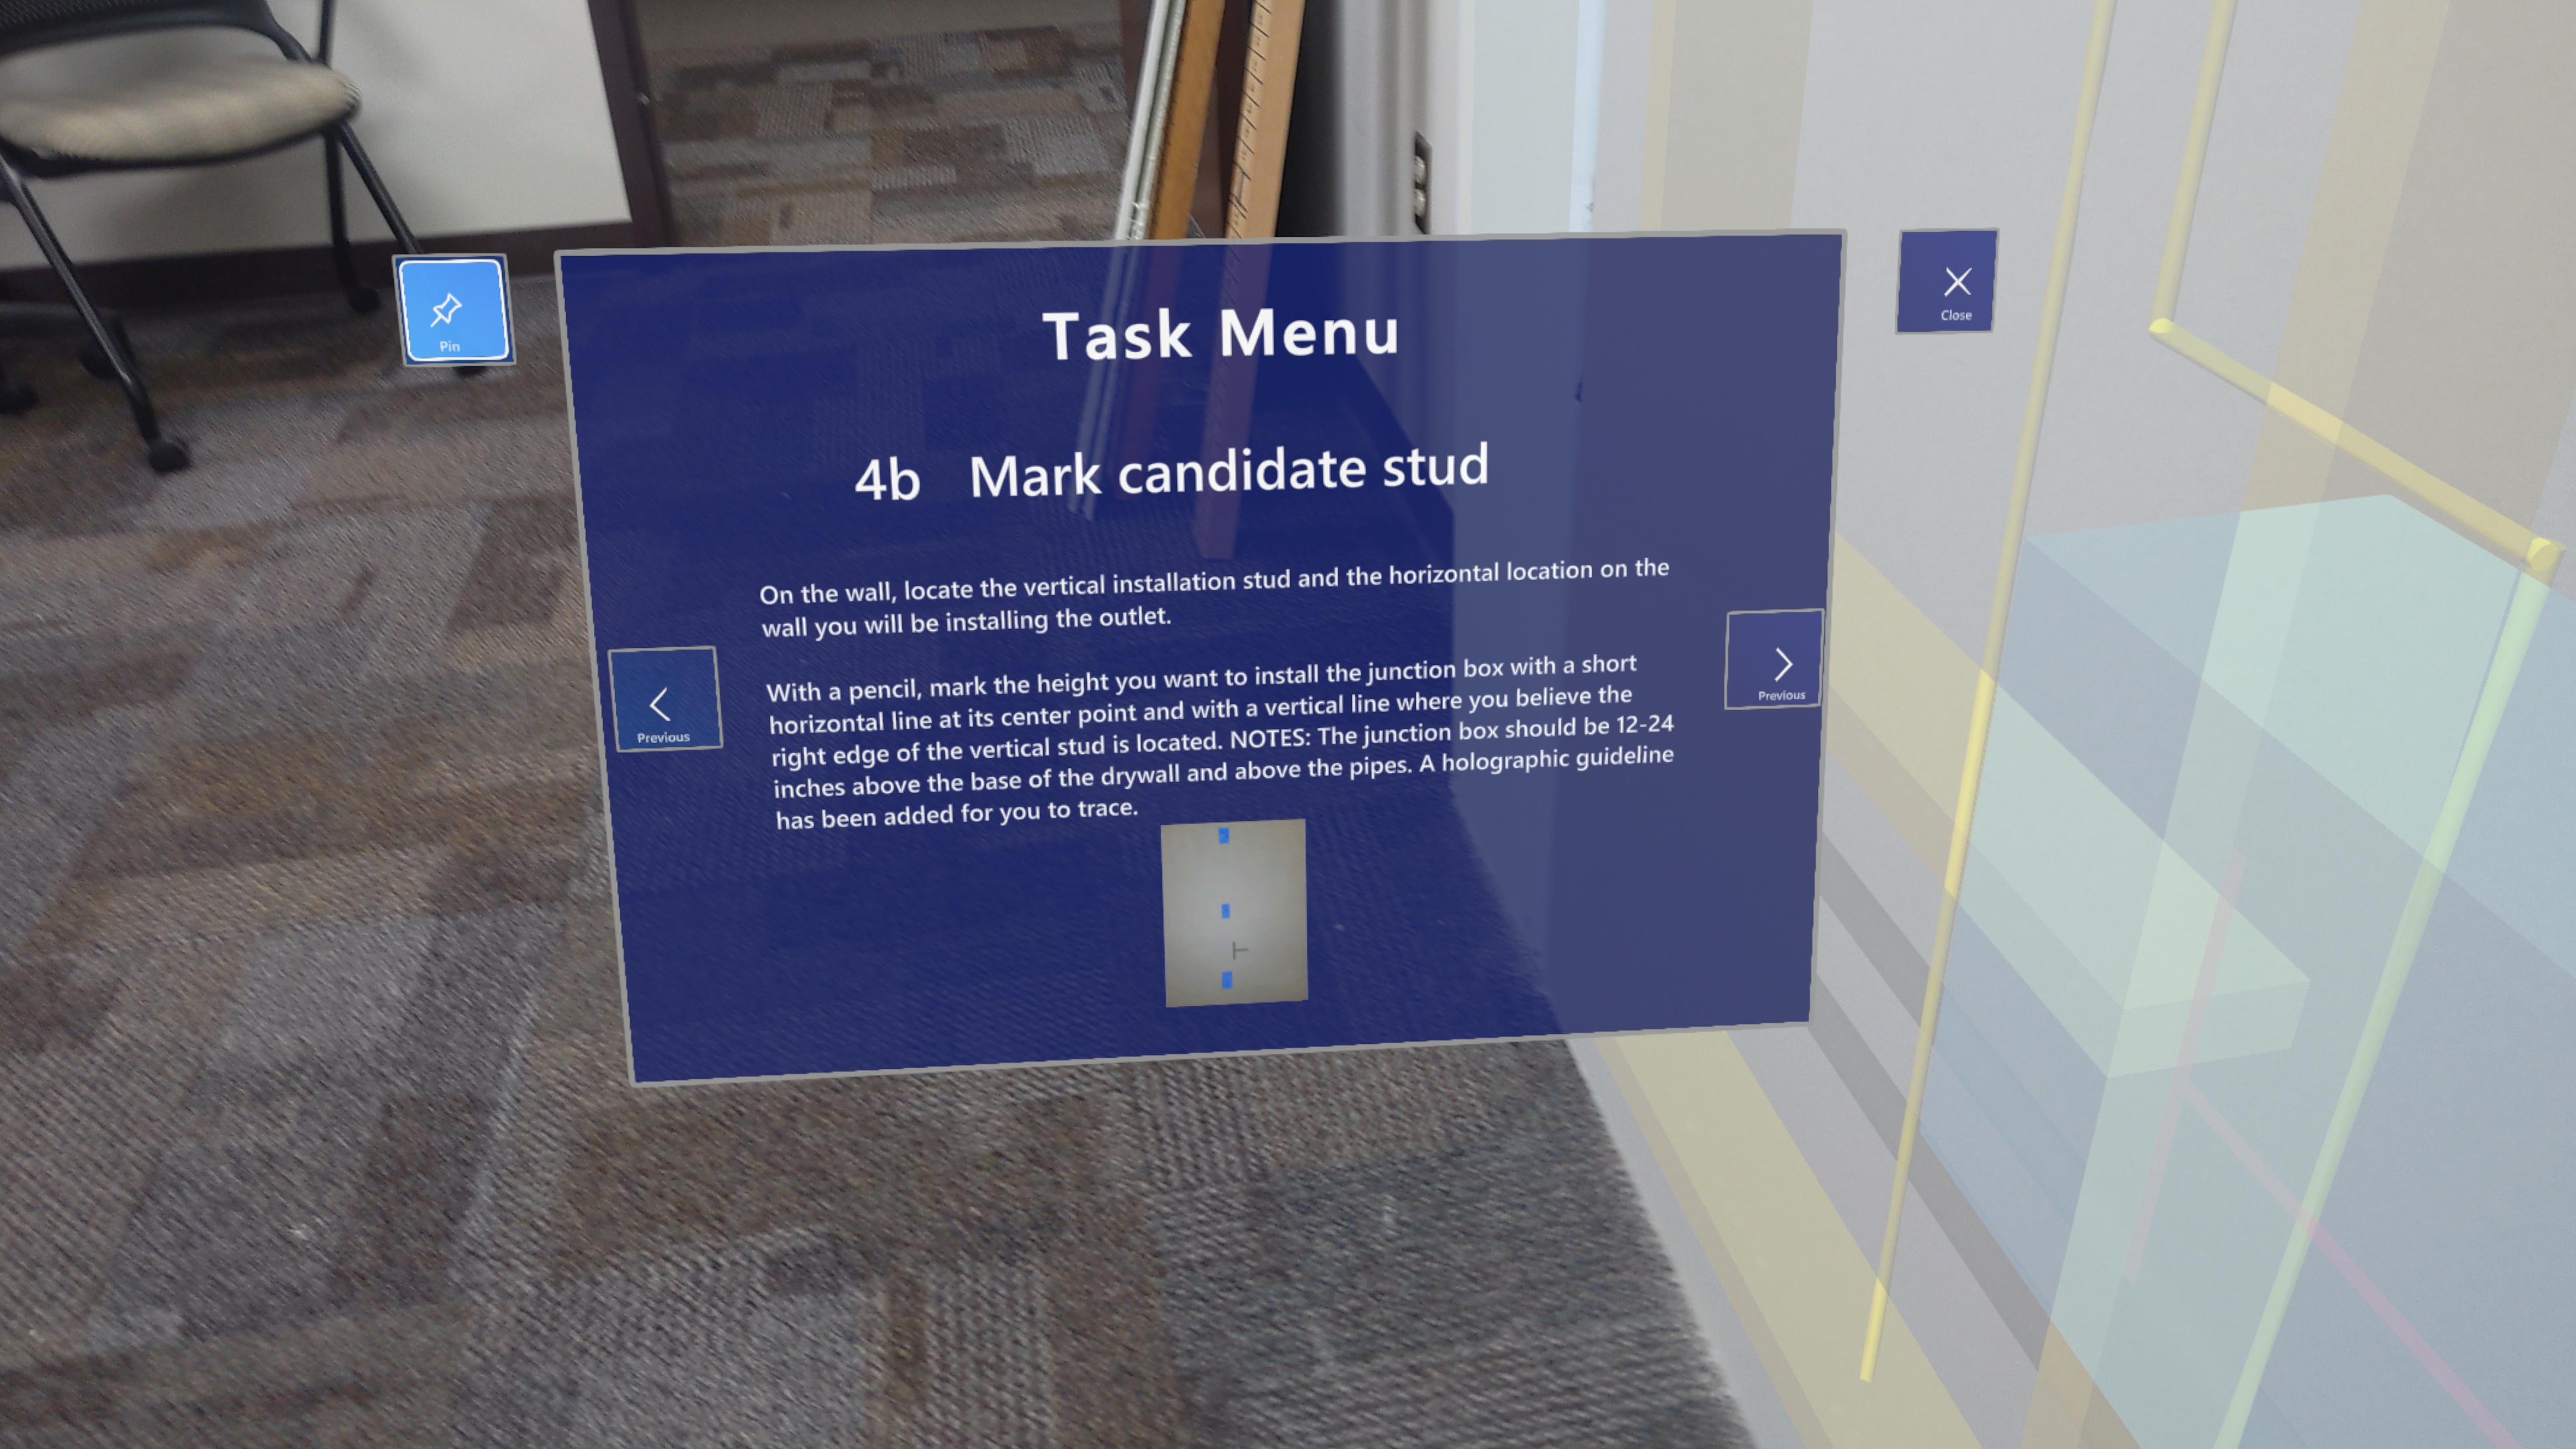 Task Menu
Pin
Close
4b Mark candidate stud
On the wall, locate the vertical installation stud and the horizontal location on the
wall you will be installing the outlet.
With a pencil, mark the height you want to install the junction box with a short
horizontal line at its center point and with a vertical line where you believe the
right edge of the vertical stud is located. NOTES: The junction box should be 12-24
inches above the base of the drywall and above the pipes. A holographic guideline
has been added for you to trace.
Previous
Previous